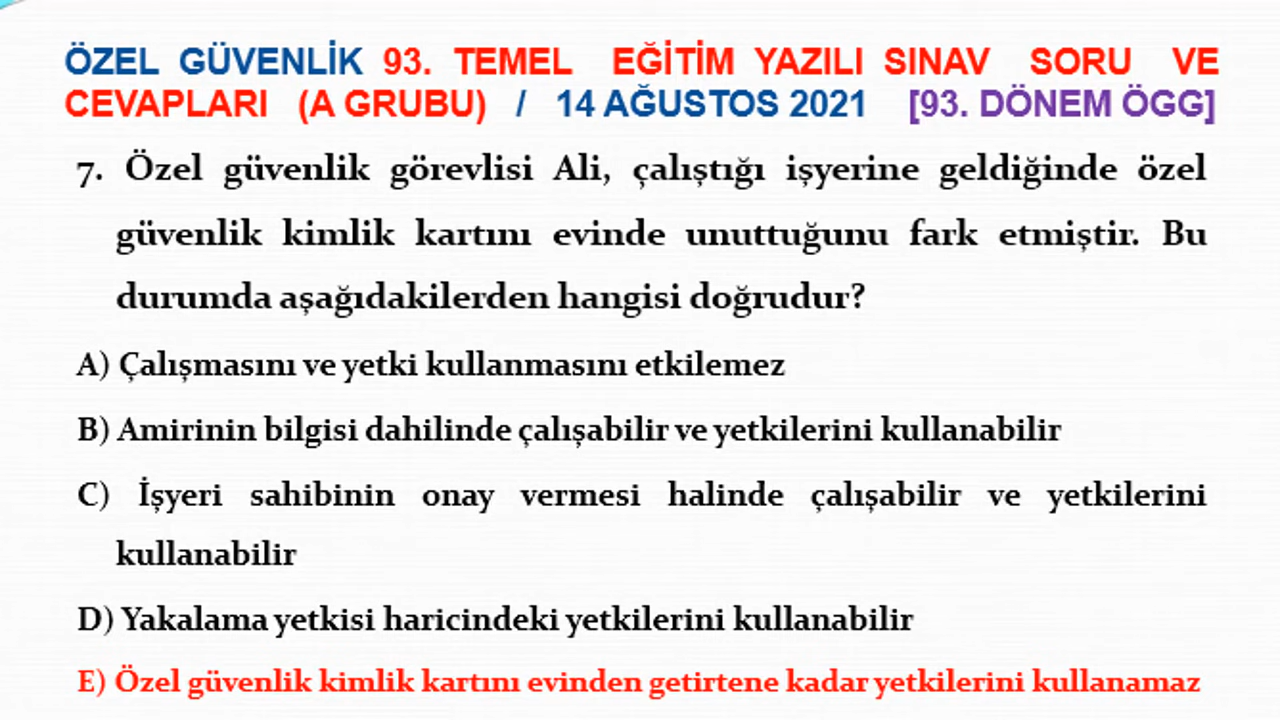 ÖZEL GÜVENLİK 93. TEMEL EĞİTİM YAZILI SINAV SORU VE
CEVAPLARI (A GRUBU) / 14 AĞUSTOS 2021 [93. DÖNEM ÖGG]
7. Özel güvenlik görevlisi Ali, çalıştığı işyerine geldiğinde özel
güvenlik kimlik kartını evinde unuttuğunu fark etmiştir. Bu
durumda aşağıdakilerden hangisi doğrudur?
A) Çalışmasını ve yetki kullanmasını etkilemez
B) Amirinin bilgisi dahilinde çalışabilir ve yetkilerini kullanabilir
C) İşyeri sahibinin onay vermesi halinde çalışabilir ve yetkilerini
kullanabilir
D) Yakalama yetkisi haricindeki yetkilerini kullanabilir
E) Özel güvenlik kimlik kartını evinden getirtene kadar yetkilerini kullanamaz